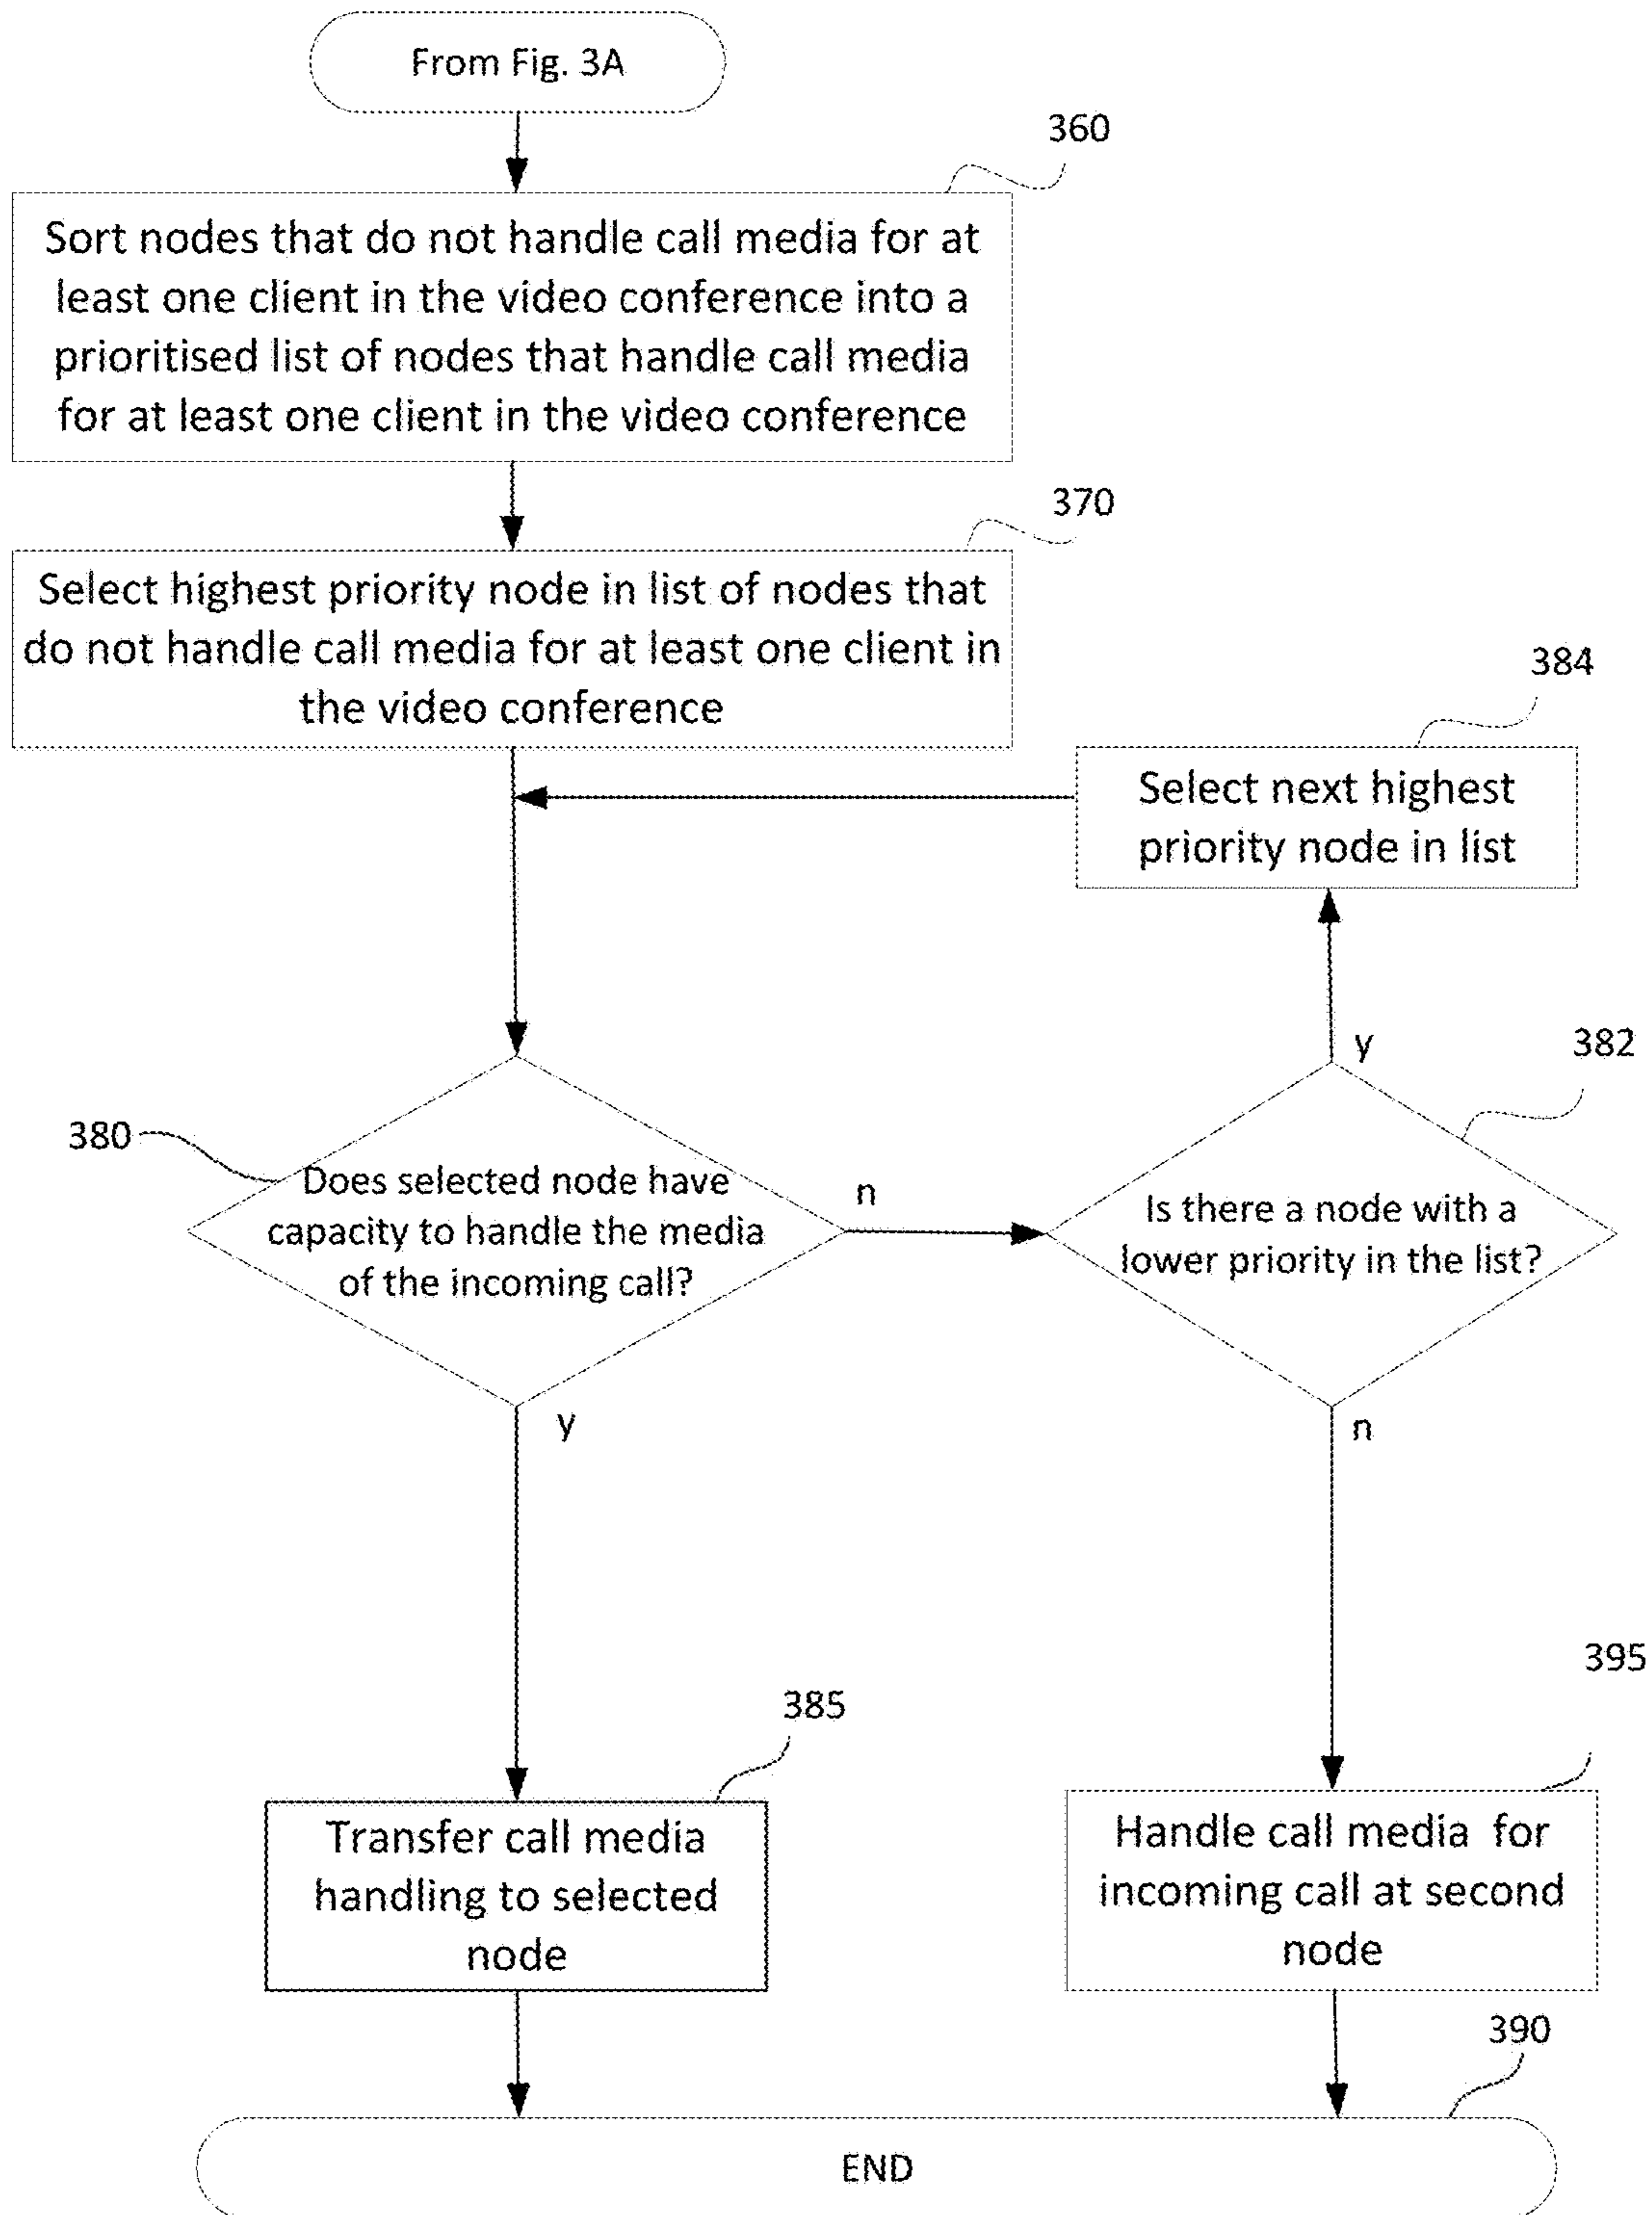 From Fig. 3A
360
Sort nodes that do not handle call media for at
least one client in the video conference into a
prioritised list of nodes that handle call media
for at least one client in the video conference
370
Select highest priority node in list of nodes that
do not handle call media for at least one client in
the video conference
384
Select next highest
priority node in list
y
382
380
Does selected node have
capacity to handle the media
of the incoming call?
n
Is there a node with a
lower priority in the list?
y
n
395
385
Transfer call media
handling to selected
node
Handle call media for
incoming call at second
node
390
END